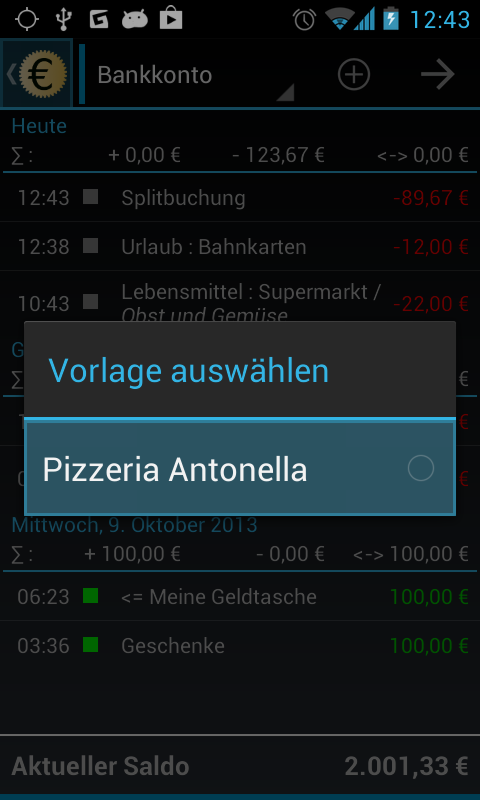 12:43
€
Bankkonto
Heute
∑ : + 0,00 € - 123,67 € <-> 0,00 €
12:43 Splitbuchung -89,67 €
12:38 Urlaub : Bahnkarten -12,00 €
10:43 Lebensmittel : Supermarkt / -22,00 €
Obst und Gemüse
Vorlage auswählen
Pizzeria Antonella
Mittwoch, 9. Oktober 2013
∑ : + 100,00 € - 0,00 € <-> 100,00 €
06:23 <= Meine Geldtasche 100,00 €
03:36 Geschenke 100,00 €
Aktueller Saldo 2.001,33 €